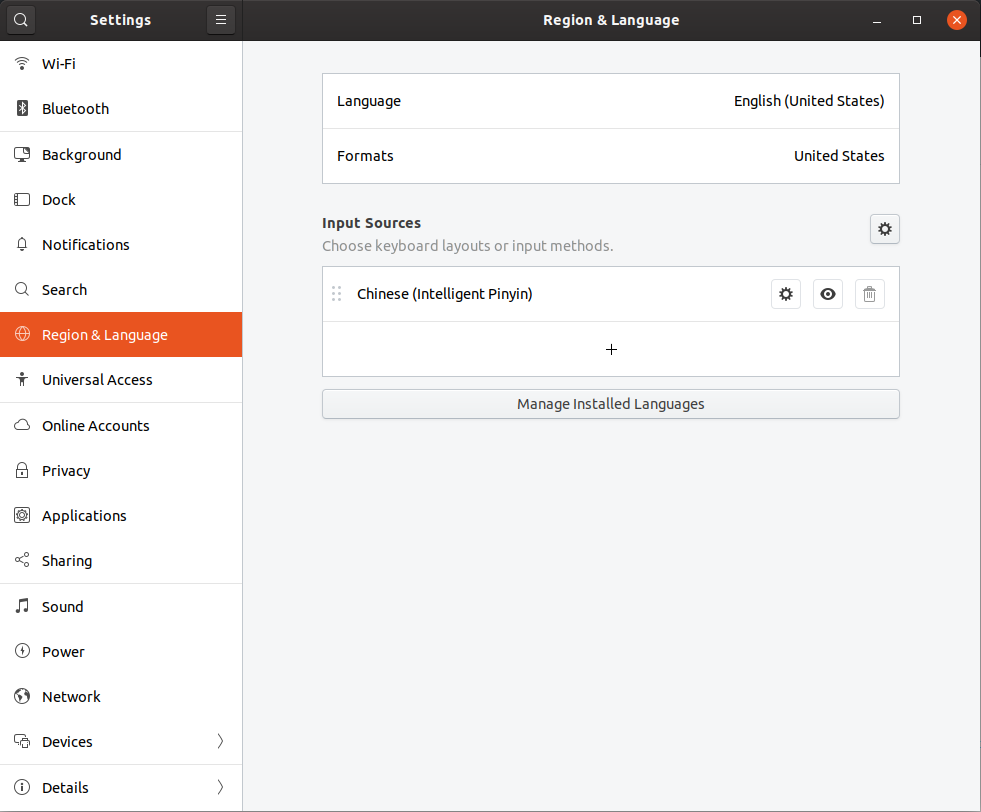 Settings
Region & Language
Wi-Fi
Bluetooth
Background
Dock
Notifications
Search
Region & Language
Universal Access
Online Accounts
Privacy
Applications
Sharing
Sound
Power
Network
Devices
Details
Language English (United States)
Formats United States
Input Sources
Choose keyboard layouts or input methods.
Chinese (Intelligent Pinyin)
Manage Installed Languages